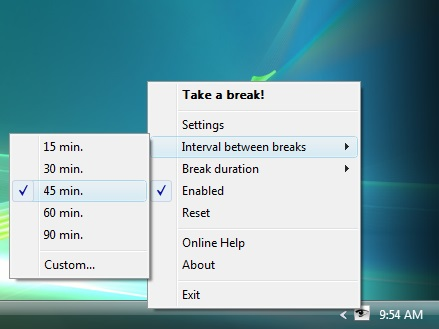 Take a break!
Settings
Interval between breaks
Break duration
Enabled
Reset
Online Help
About
Exit
15 min.
30 min.
45 min.
60 min.
90 min.
Custom...
9:54 AM